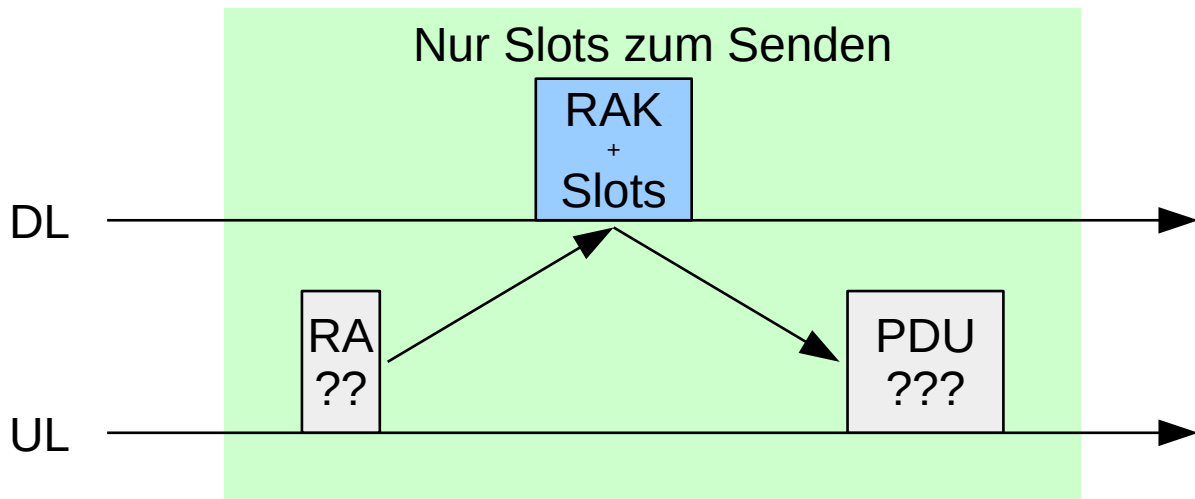 Nur Slots zum Senden
RAK
+
Slots
DL
RA
??
PDU
???
UL